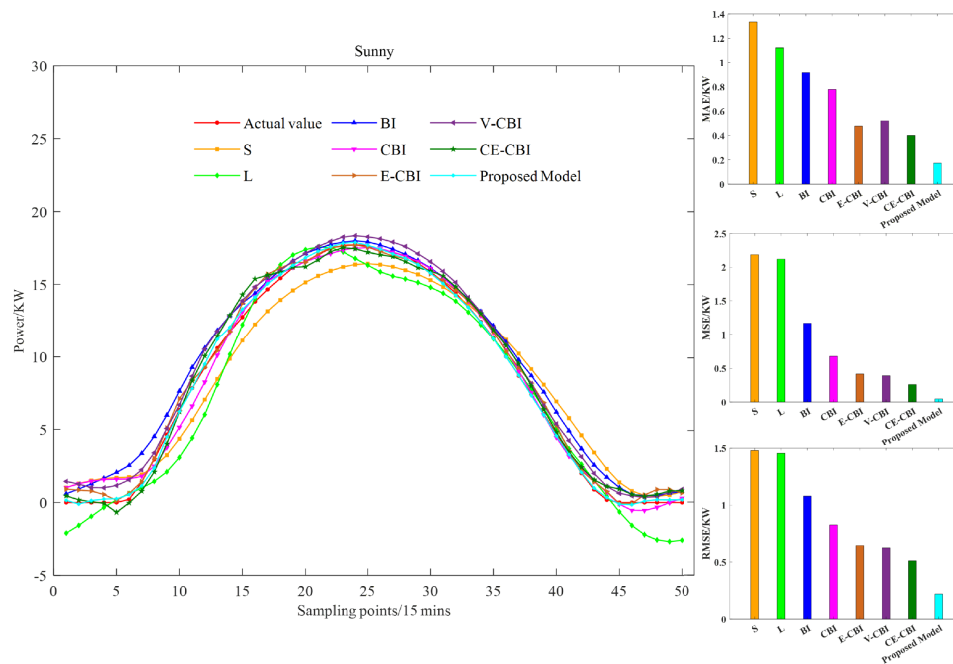 Sunny
30
25
20
15
10
5
0
-5
Power/KW
Actual value
S
L
BI
CBI
E-CBI
V-CBI
CE-CBI
Proposed Model
0
5
10
15
20
25
30
35
40
45
50
Sampling points/15 mins
1.4
1.2
1
0.8
0.6
0.4
0.2
0
MAE/KW
S
L
BI
CBI
E-CBI
V-CBI
CE-CBI
Proposed Model
2.5
2
1.5
1
0.5
0
MSE/KW
S
L
BI
CBI
E-CBI
V-CBI
CE-CBI
Proposed Model
1.5
1
0.5
0
RMSE/KW
S
L
BI
CBI
E-CBI
V-CBI
CE-CBI
Proposed Model